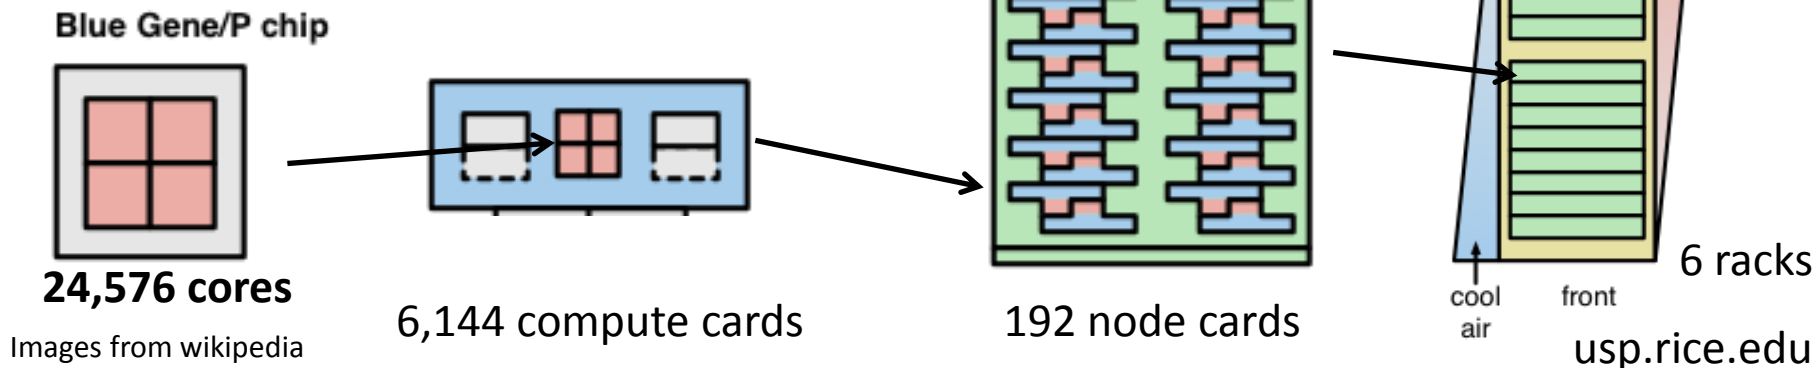 Blue Gene/P chip
24,576 cores
Images from wikipedia
6,144 compute cards
192 node cards
cool
air
front
6 racks
usp.rice.edu